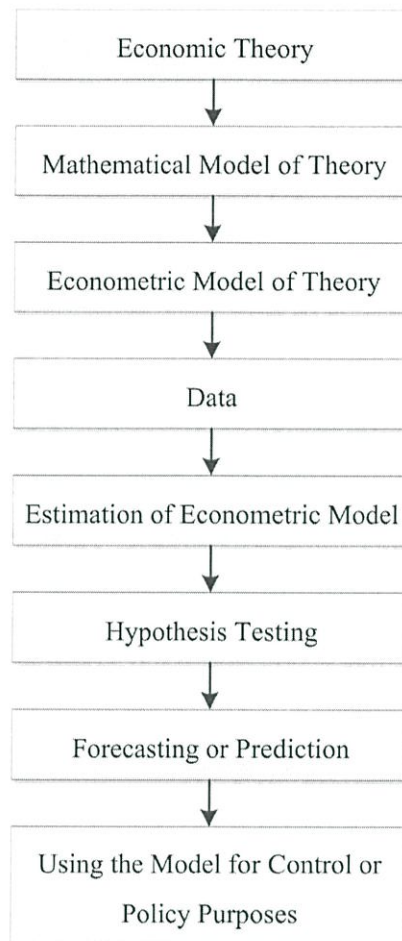 Economic Theory
Mathematical Model of Theory
Econometric Model of Theory
Data
Estimation of Econometric Model
Hypothesis Testing
Forecasting or Prediction
Using the Model for Control or
Policy Purposes